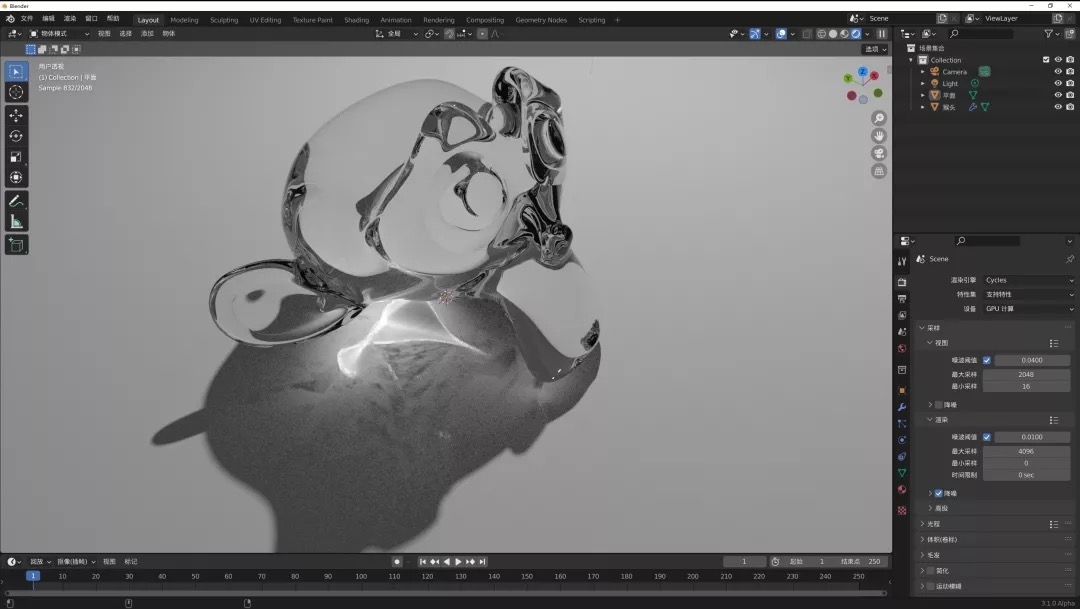 Blender
文件 编辑 渲染 窗口 帮助 Layout Modeling Sculpting UV Editing Texture Paint Shading Animation Rendering Compositing Geometry Nodes Scripting + Scene ViewLayer
物体模式 视图 选择 添加 物体 全局
选项
用户透视
(1) Collection | 平面
Sample 832/2048
Z
Y
X
场景集合
Collection
Camera
Light
平面
猴头
Scene
渲染引擎 Cycles
特性集 支持特性
设备 GPU 计算
采样
视图
噪波阈值 0.0400
最大采样 2048
最小采样 16
降噪
渲染
噪波阈值 0.0100
最大采样 4096
最小采样 0
时间限制 0 sec
降噪
高级
光程
体积(卷标)
毛发
简化
运动模糊
回放 抠像(插帧) 视图 标记 1 起始 1 结束点 250
1 10 20 30 40 50 60 70 80 90 100 110 120 130 140 150 160 170 180 190 200 210 220 230 240 250
3.1.0 Alpha